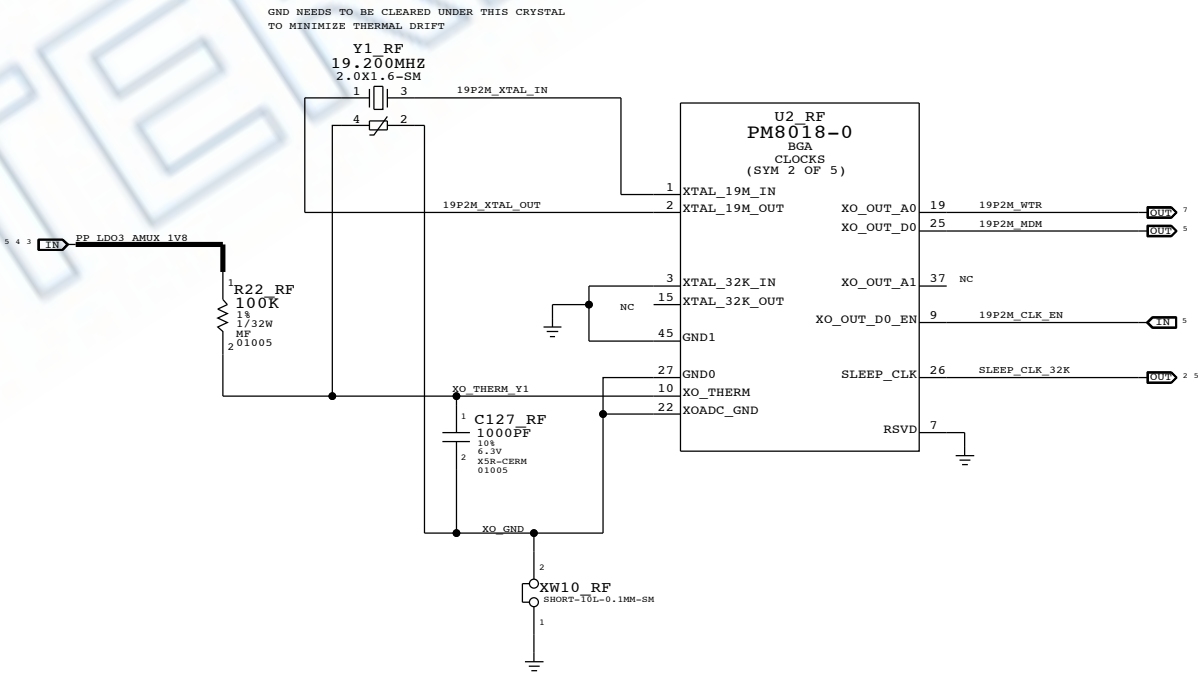 GND NEEDS TO BE CLEARED UNDER THIS CRYSTAL
TO MINIMIZE THERMAL DRIFT
Y1_RF
19.200MHZ
2.0X1.6-SM
1
3
19P2M_XTAL_IN
4
2
U2_RF
PM8018-0
BGA
CLOCKS
(SYM 2 OF 5)
1
XTAL_19M_IN
19P2M_XTAL_OUT
2
XTAL_19M_OUT
XO_OUT_A0
19
19P2M_WTR
OUT
7
XO_OUT_D0
25
19P2M_MDM
OUT
5
5 4 3
IN
PP_LDO3_AMUX_1V8
1
R22_RF
100K
1%
1/32W
MF
01005
2
3
XTAL_32K_IN
XO_OUT_A1
37
NC
NC
15
XTAL_32K_OUT
XO_OUT_D0_EN
9
19P2M_CLK_EN
IN
5
45
GND1
27
GND0
SLEEP_CLK
26
SLEEP_CLK_32K
OUT
2 5
XO_THERM_Y1
10
XO_THERM
22
XOADC_GND
RSVD
7
1
C127_RF
1000PF
10%
6.3V
X5R-CERM
01005
2
XO_GND
2
XW10_RF
SHORT-10L-0.1MM-SM
1